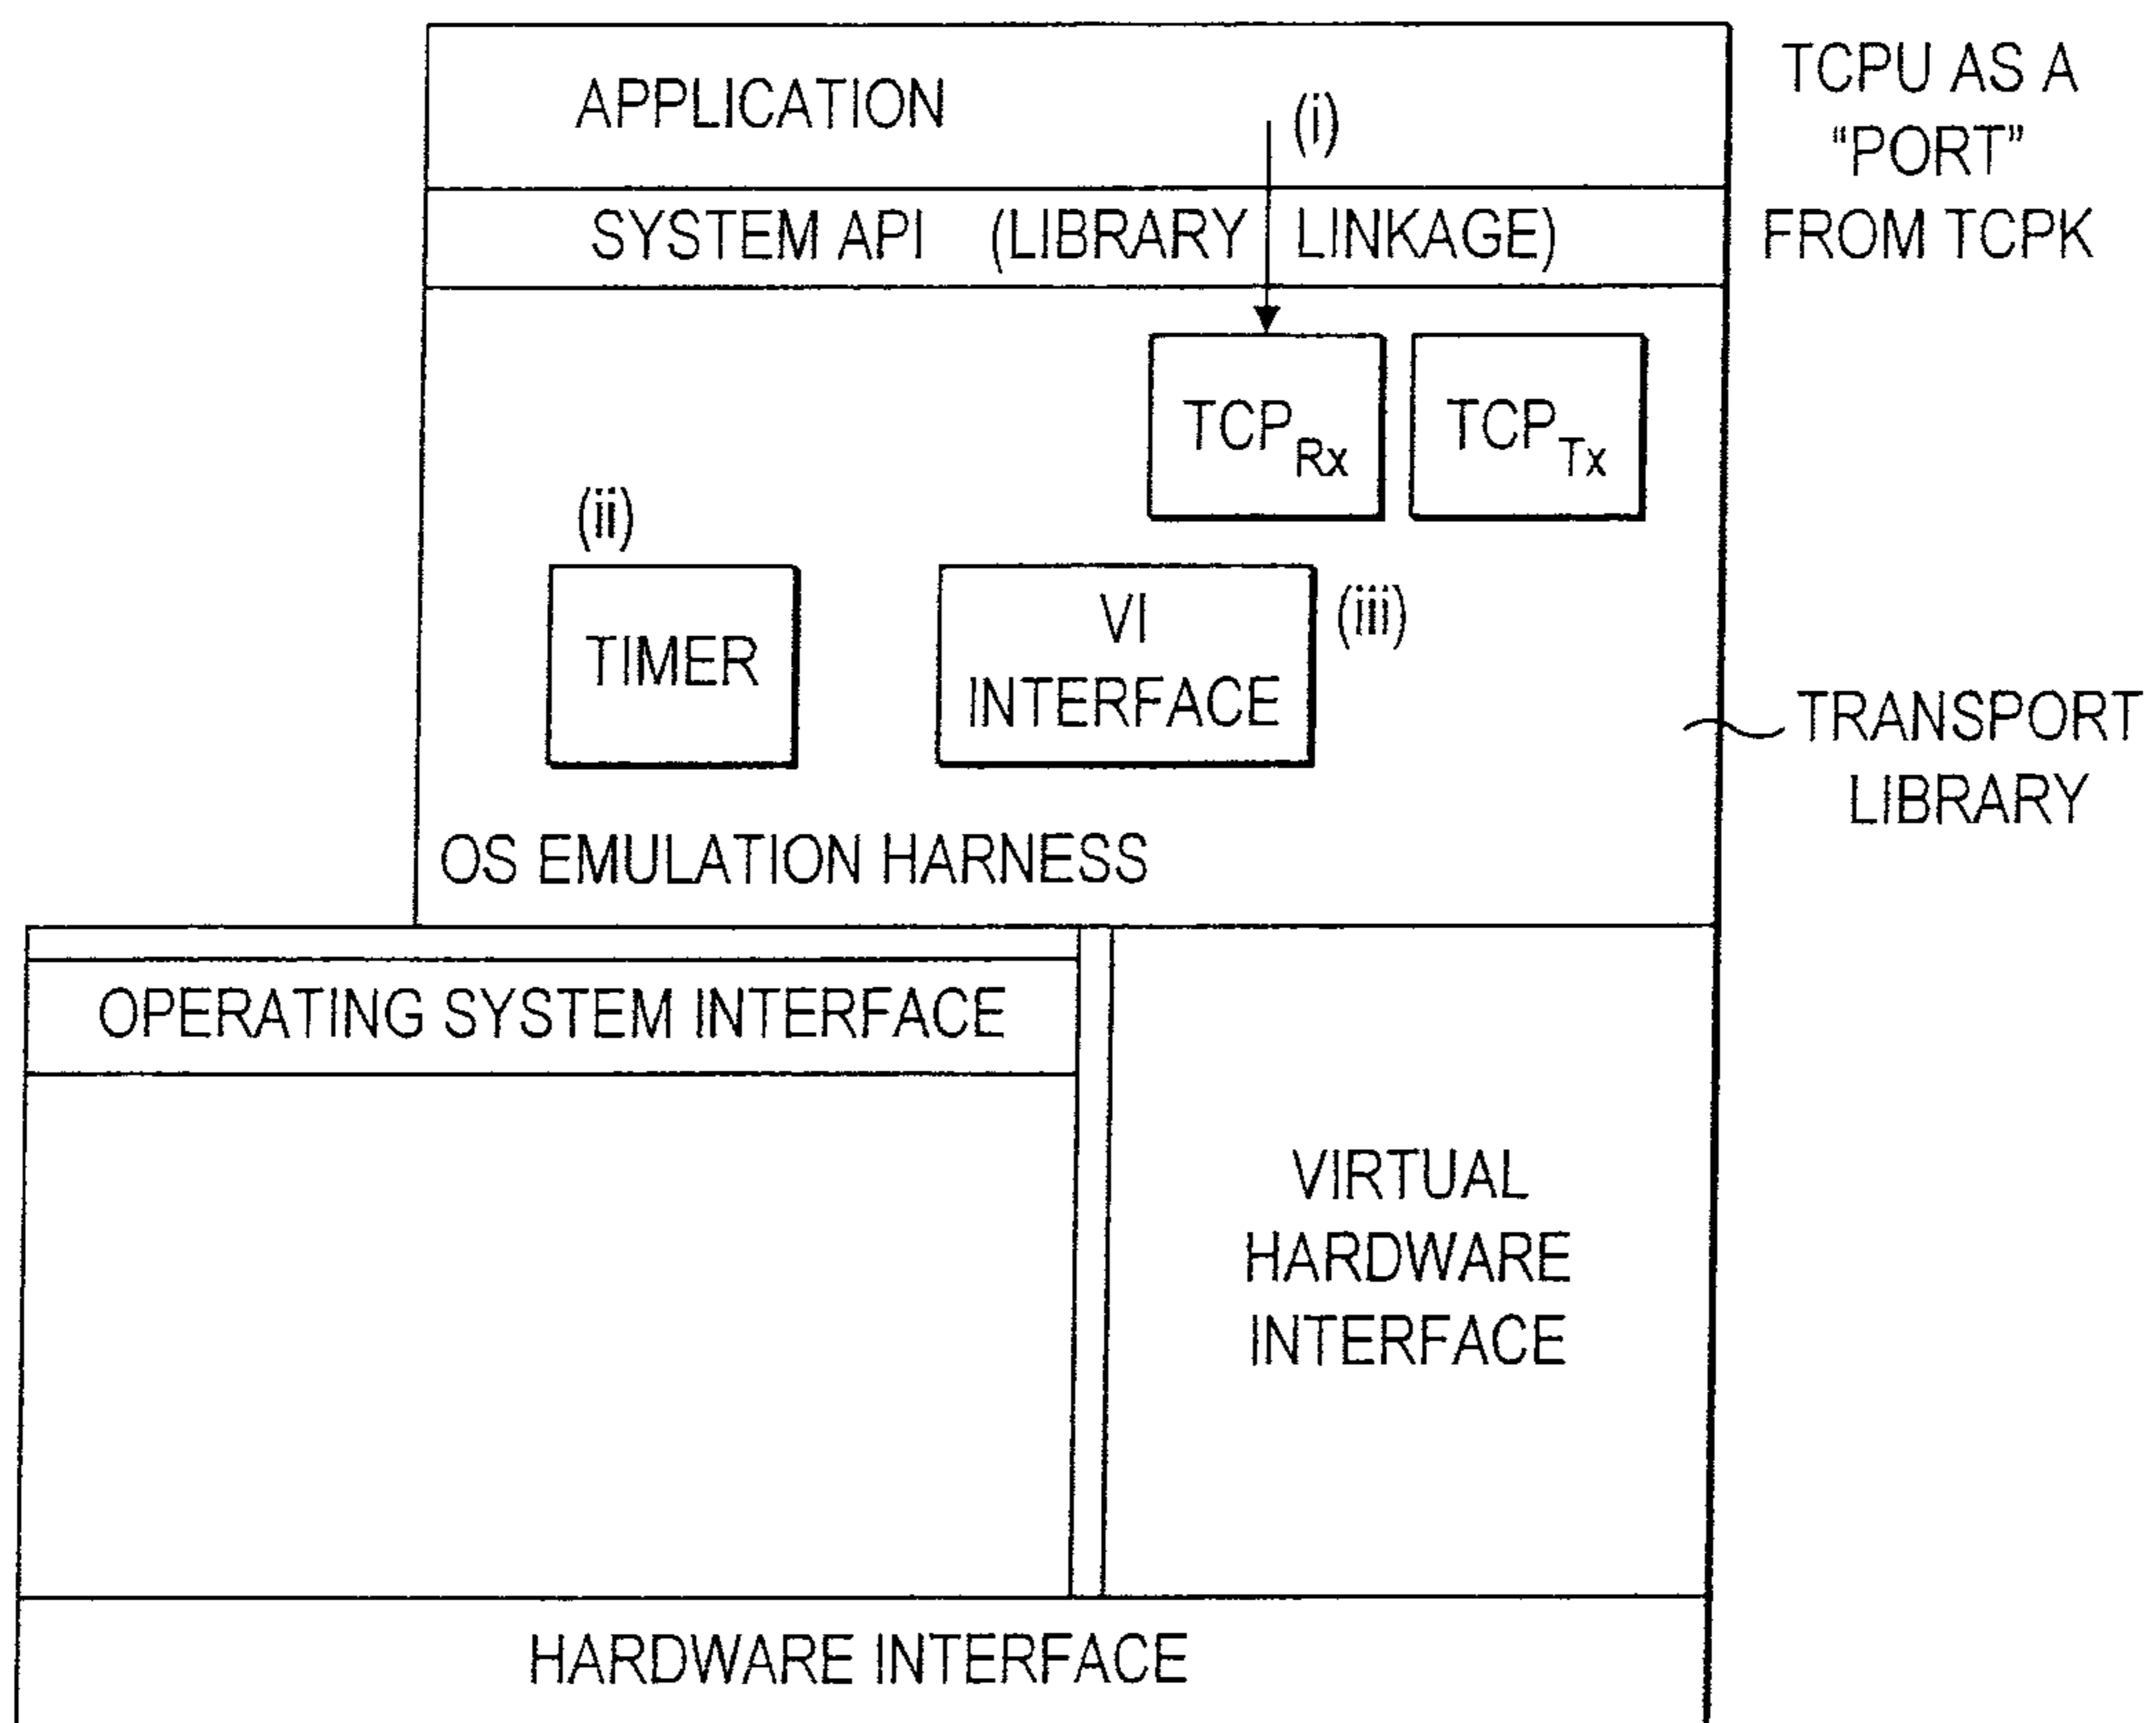 APPLICATION
(i)
TCPU AS A
“PORT”
FROM TCPK
SYSTEM API (LIBRARY LINKAGE)
TCPRx
TCPTx
(ii)
TIMER
VI
INTERFACE
(iii)
TRANSPORT
LIBRARY
OS EMULATION HARNESS
OPERATING SYSTEM INTERFACE
VIRTUAL
HARDWARE
INTERFACE
HARDWARE INTERFACE